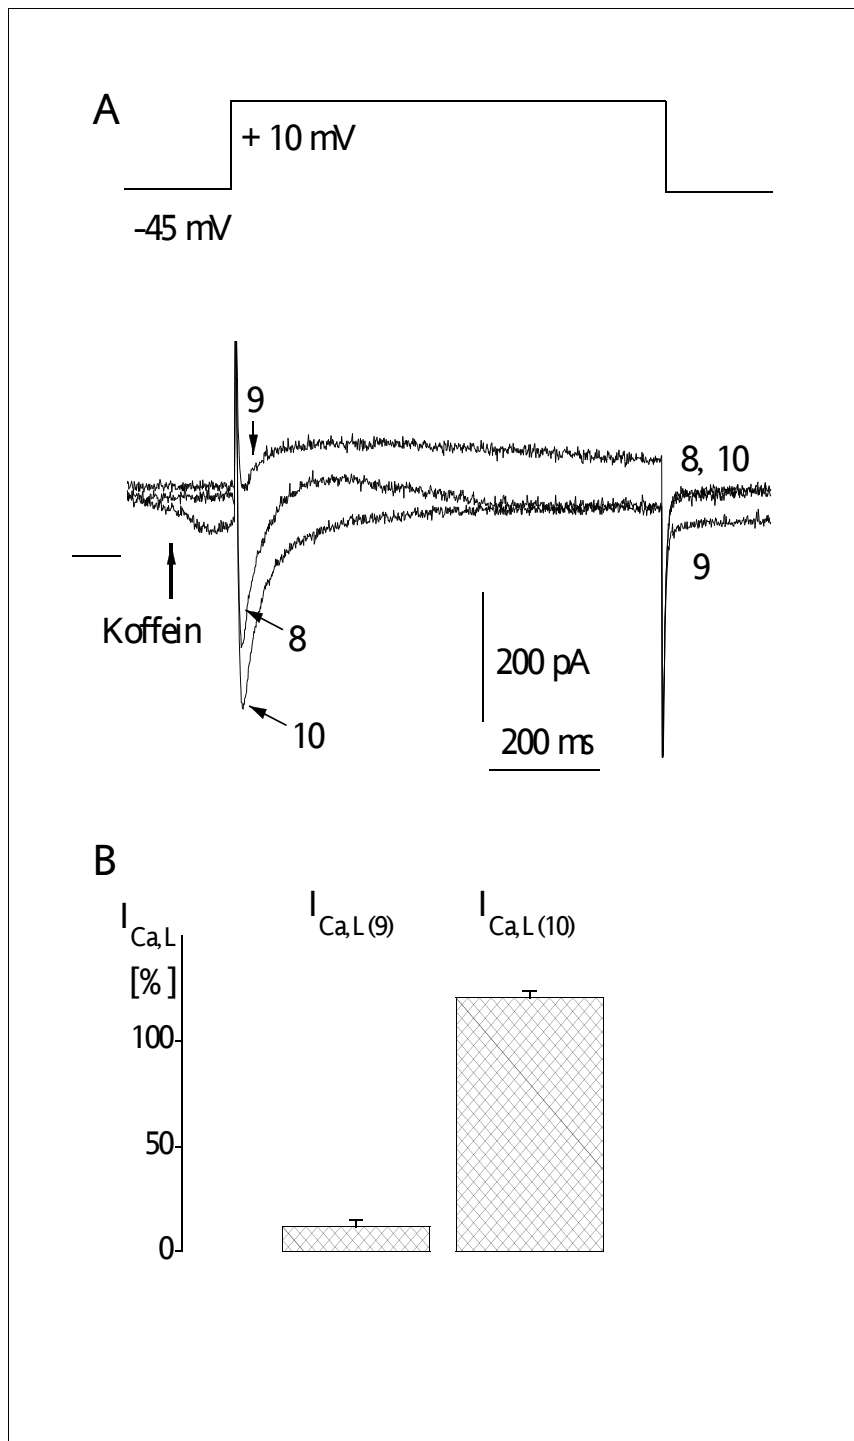 A
+ 10 mV
-45 mV
9
8, 10
9
Koffein
8
200 pA
10
200 ms
B
I Ca,L
I Ca,L (9)
I Ca,L (10)
[%]
100
50
0